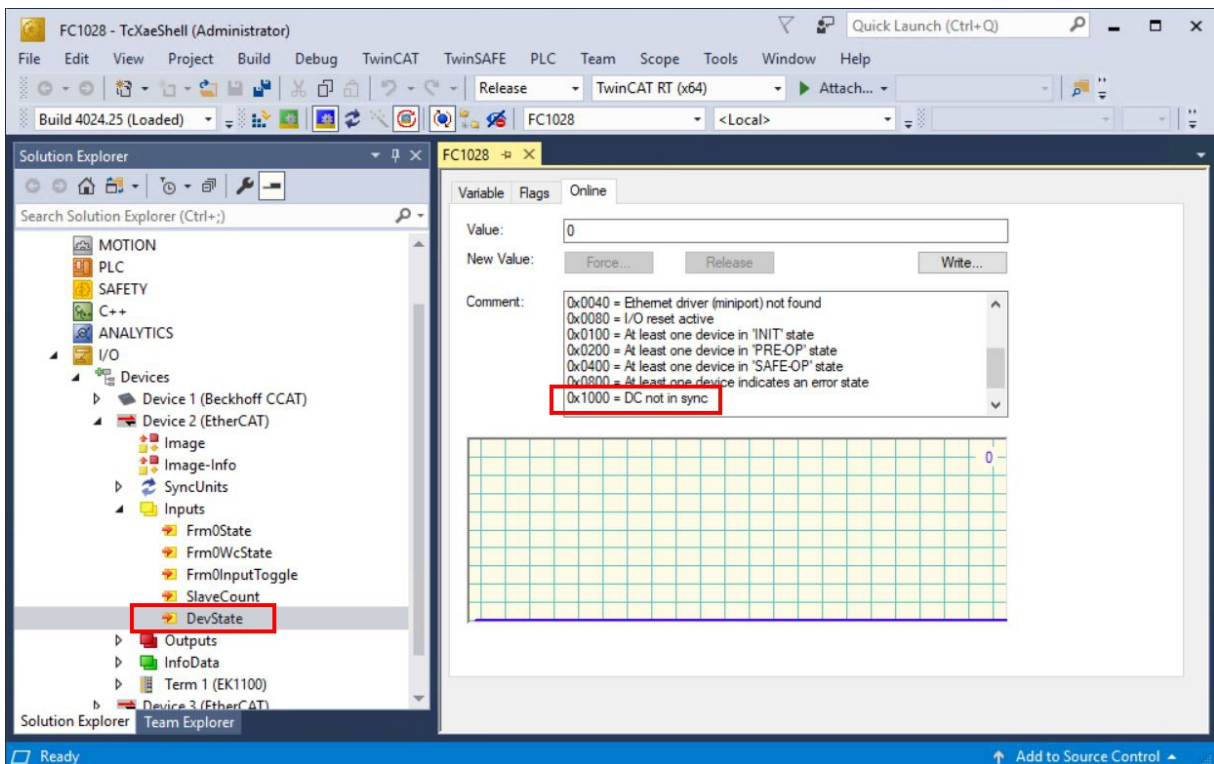 FC1028 - TcXaeShell (Administrator)
Quick Launch (Ctrl+Q)
File Edit View Project Build Debug TwinCAT TwinSAFE PLC Team Scope Tools Window Help
Release TwinCAT RT (x64) Attach...
Build 4024.25 (Loaded) FC1028 <Local>
Solution Explorer
Search Solution Explorer (Ctrl+;)
MOTION
PLC
SAFETY
C++
ANALYTICS
I/O
Devices
Device 1 (Beckhoff CCAT)
Device 2 (EtherCAT)
Image
Image-Info
SyncUnits
Inputs
Frm0State
Frm0WcState
Frm0InputToggle
SlaveCount
DevState
Outputs
InfoData
Term 1 (EK1100)
Device 3 (EtherCAT)
Solution Explorer Team Explorer
FC1028
Variable Flags Online
Value: 0
New Value: Force... Release Write...
Comment:
0x0040 = Ethernet driver (miniport) not found
0x0080 = I/O reset active
0x0100 = At least one device in 'INIT' state
0x0200 = At least one device in 'PRE-OP' state
0x0400 = At least one device in 'SAFE-OP' state
0x0800 = At least one device indicates an error state
0x1000 = DC not in sync
0
Ready Add to Source Control